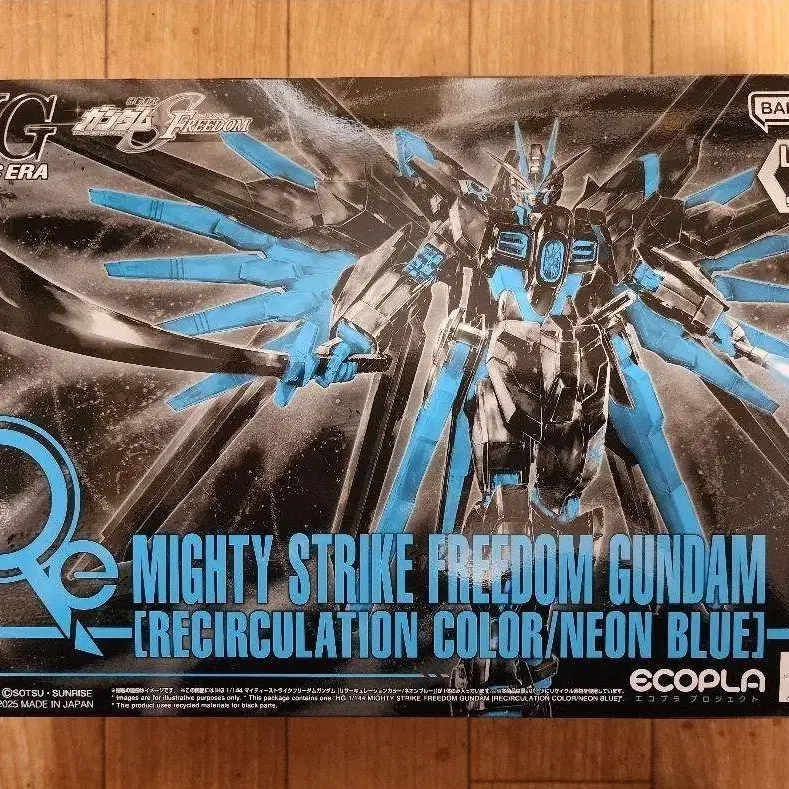 HG
ERA
ガンダム SEED FREEDOM
BAN
Re
MIGHTY STRIKE FREEDOM GUNDAM
[RECIRCULATION COLOR/NEON BLUE]
©SOTSU・SUNRISE
2025 MADE IN JAPAN
* Images are for illustrative purposes only. * This package contains one "HG 1/144 MIGHTY STRIKE FREEDOM GUNDAM [RECIRCULATION COLOR/NEON BLUE]".
* This product uses recycled materials for black parts.
ECOPLA
エコプラ プロジェクト